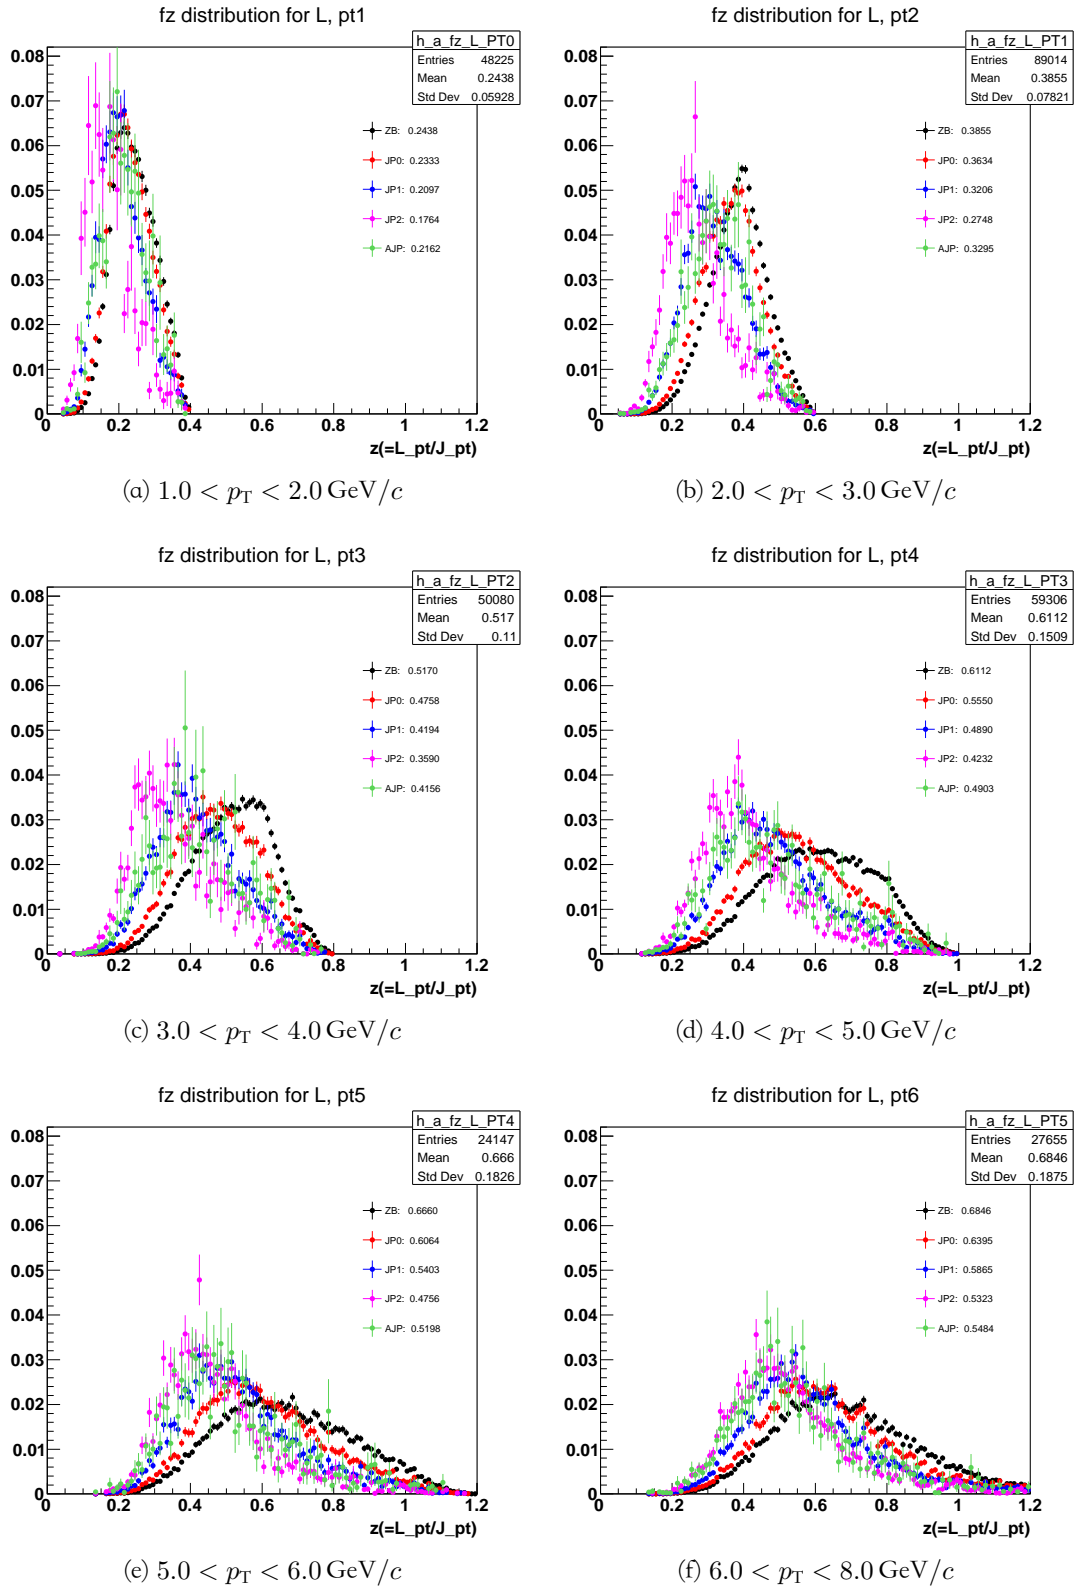 fz distribution for L, pt1
h_a_fz_L_PT0
Entries 48225
Mean 0.2438
Std Dev 0.05928
0.08
0.07
0.06
0.05
0.04
0.03
0.02
0.01
0
ZB: 0.2438
JP0: 0.2333
JP1: 0.2097
JP2: 0.1764
AJP: 0.2162
0 0.2 0.4 0.6 0.8 1 1.2
z(=L_pt/J_pt)
(a) 1.0 < p_T < 2.0 GeV/c
fz distribution for L, pt2
h_a_fz_L_PT1
Entries 89014
Mean 0.3855
Std Dev 0.07821
0.08
0.07
0.06
0.05
0.04
0.03
0.02
0.01
0
ZB: 0.3855
JP0: 0.3634
JP1: 0.3206
JP2: 0.2748
AJP: 0.3295
0 0.2 0.4 0.6 0.8 1 1.2
z(=L_pt/J_pt)
(b) 2.0 < p_T < 3.0 GeV/c
fz distribution for L, pt3
h_a_fz_L_PT2
Entries 50080
Mean 0.517
Std Dev 0.11
0.08
0.07
0.06
0.05
0.04
0.03
0.02
0.01
0
ZB: 0.5170
JP0: 0.4758
JP1: 0.4194
JP2: 0.3590
AJP: 0.4156
0 0.2 0.4 0.6 0.8 1 1.2
z(=L_pt/J_pt)
(c) 3.0 < p_T < 4.0 GeV/c
fz distribution for L, pt4
h_a_fz_L_PT3
Entries 59306
Mean 0.6112
Std Dev 0.1509
0.08
0.07
0.06
0.05
0.04
0.03
0.02
0.01
0
ZB: 0.6112
JP0: 0.5550
JP1: 0.4890
JP2: 0.4232
AJP: 0.4903
0 0.2 0.4 0.6 0.8 1 1.2
z(=L_pt/J_pt)
(d) 4.0 < p_T < 5.0 GeV/c
fz distribution for L, pt5
h_a_fz_L_PT4
Entries 24147
Mean 0.666
Std Dev 0.1826
0.08
0.07
0.06
0.05
0.04
0.03
0.02
0.01
0
ZB: 0.6660
JP0: 0.6064
JP1: 0.5403
JP2: 0.4756
AJP: 0.5198
0 0.2 0.4 0.6 0.8 1 1.2
z(=L_pt/J_pt)
(e) 5.0 < p_T < 6.0 GeV/c
fz distribution for L, pt6
h_a_fz_L_PT5
Entries 27655
Mean 0.6846
Std Dev 0.1875
0.08
0.07
0.06
0.05
0.04
0.03
0.02
0.01
0
ZB: 0.6846
JP0: 0.6395
JP1: 0.5865
JP2: 0.5323
AJP: 0.5484
0 0.2 0.4 0.6 0.8 1 1.2
z(=L_pt/J_pt)
(f) 6.0 < p_T < 8.0 GeV/c